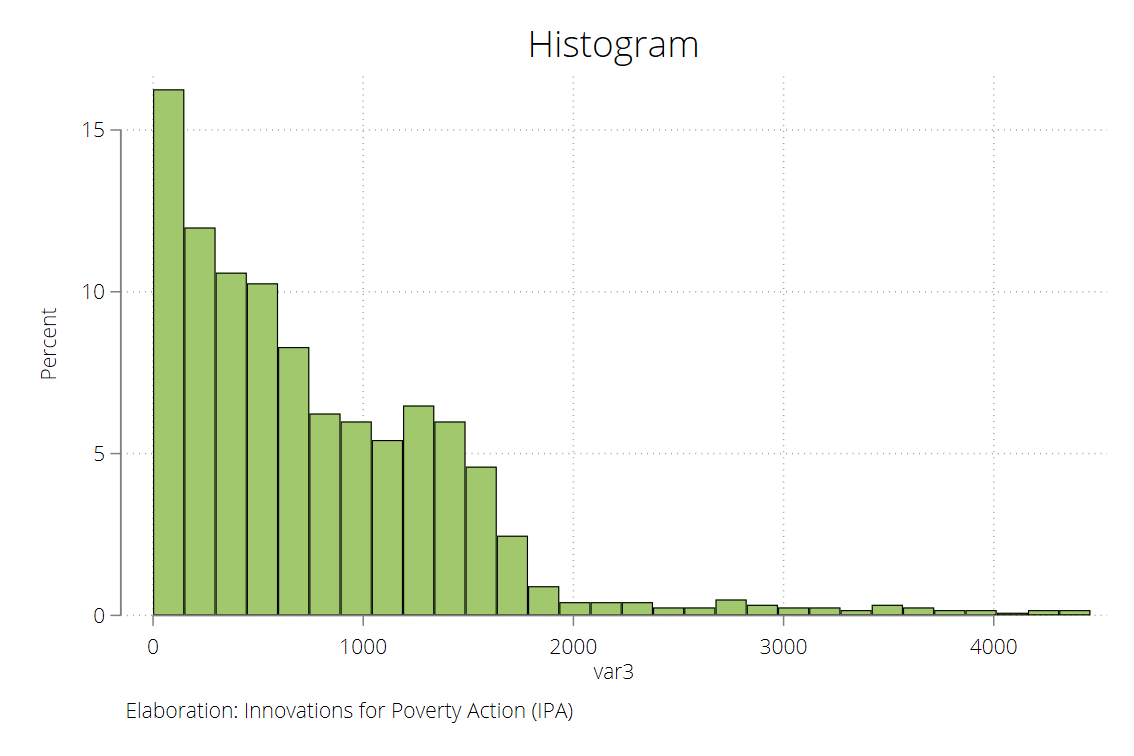 Histogram
15
10
5
0
Percent
0 1000 2000 3000 4000
var3
Elaboration: Innovations for Poverty Action (IPA)